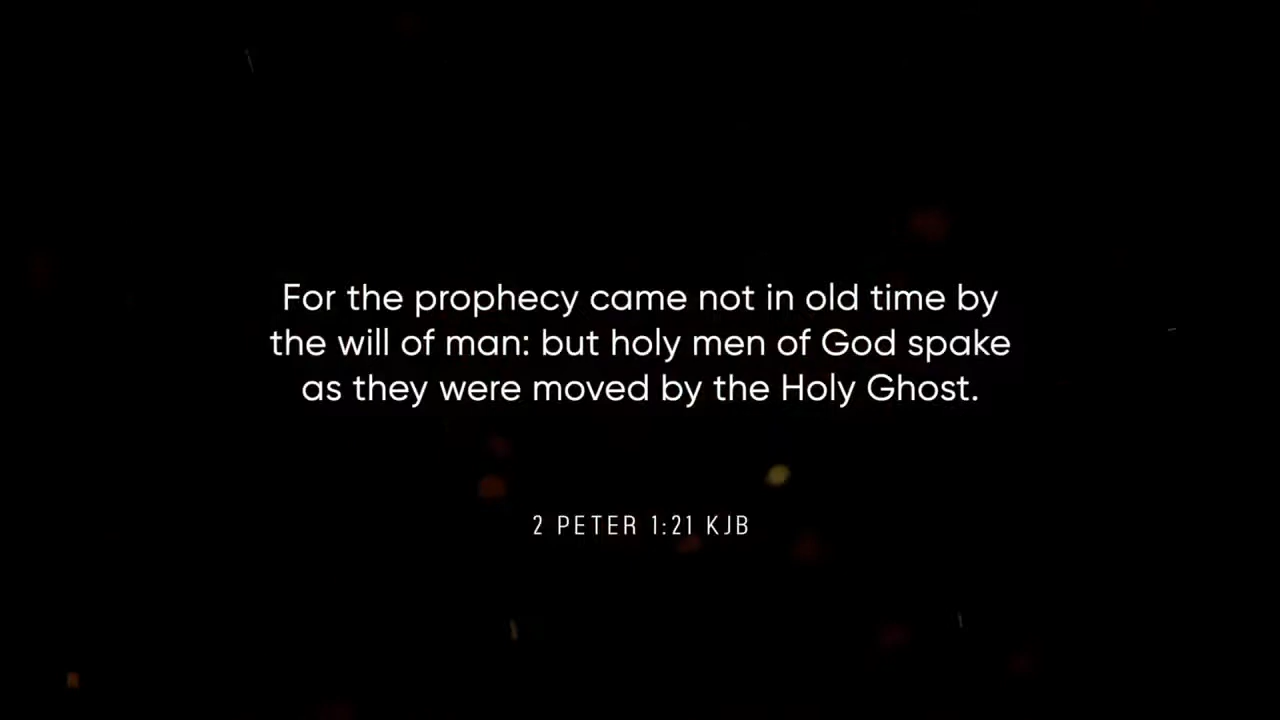 For the prophecy came not in old time by
the will of man: but holy men of God spake
as they were moved by the Holy Ghost.
2 PETER 1:21 KJB